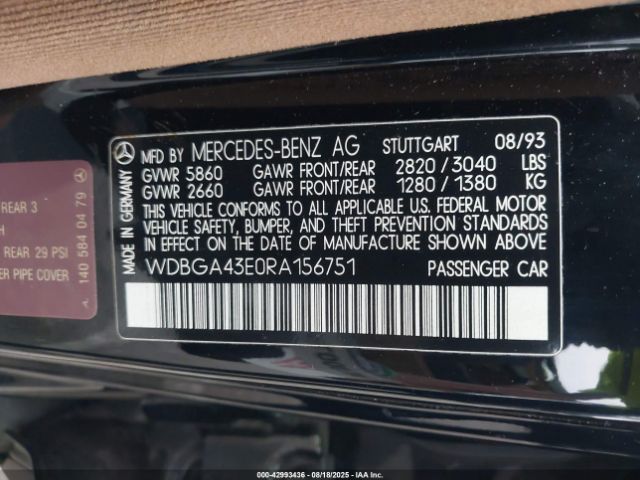 MADE IN GERMANY
MFD BY MERCEDES-BENZ AG STUTTGART 08/93
GVWR 5860 GAWR FRONT/REAR 2820/3040 LBS
GVWR 2660 GAWR FRONT/REAR 1280/1380 KG
THIS VEHICLE CONFORMS TO ALL APPLICABLE U.S. FEDERAL MOTOR
VEHICLE SAFETY, BUMPER, AND THEFT PREVENTION STANDARDS
IN EFFECT ON THE DATE OF MANUFACTURE SHOWN ABOVE.
WDBGA43E0RA156751 PASSENGER CAR
REAR 3
REAR 29 PSI
PIPE COVER
140 584 04 79
000-42993436 | 08/18/2025 | IAA Inc.